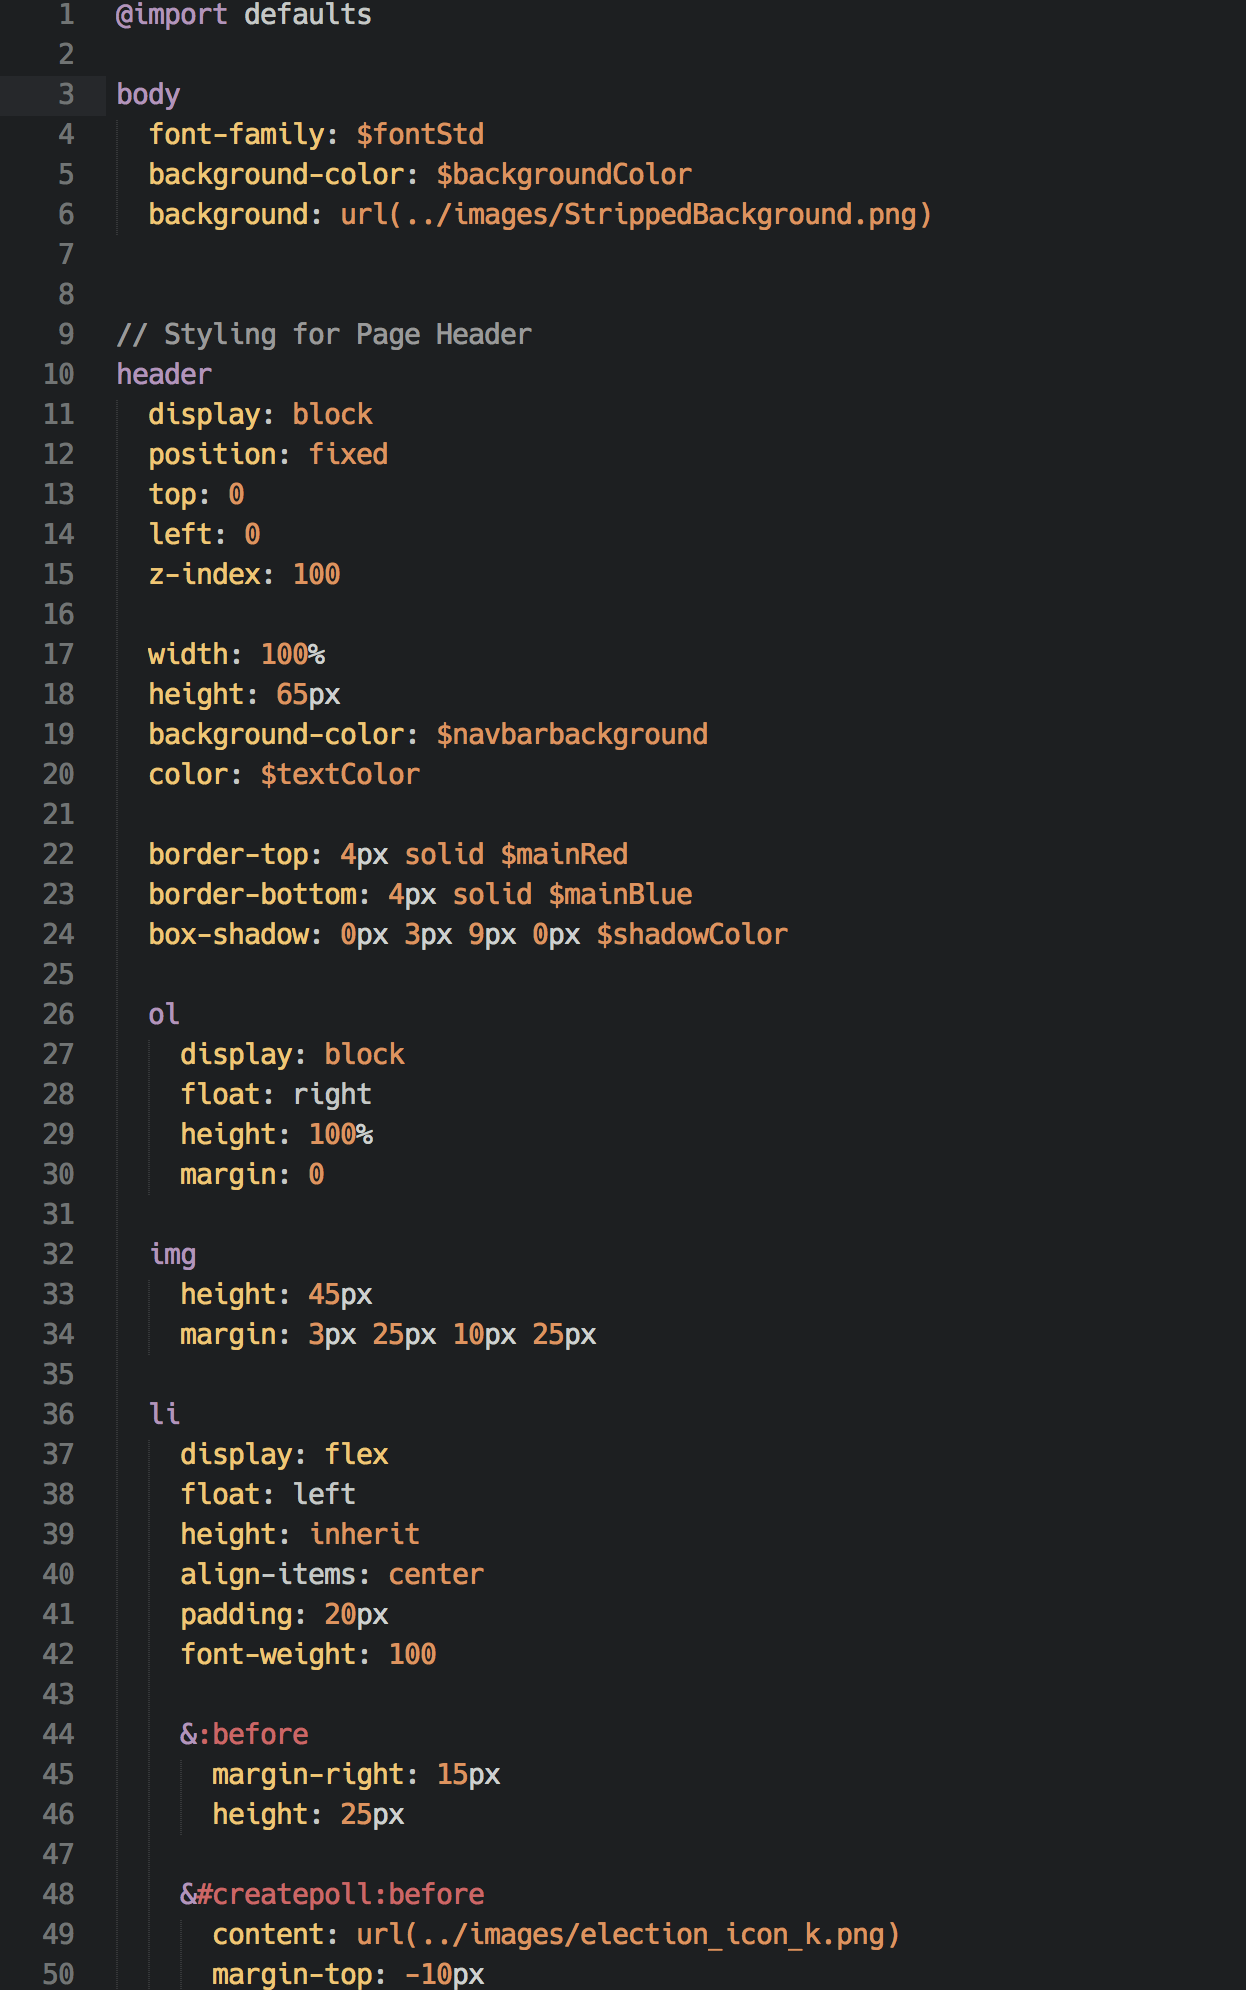 1 @import defaults
2
3 body
4 font-family: $fontStd
5 background-color: $backgroundColor
6 background: url(../images/StrippedBackground.png)
7
8
9 // Styling for Page Header
10 header
11 display: block
12 position: fixed
13 top: 0
14 left: 0
15 z-index: 100
16
17 width: 100%
18 height: 65px
19 background-color: $navbarbackground
20 color: $textColor
21
22 border-top: 4px solid $mainRed
23 border-bottom: 4px solid $mainBlue
24 box-shadow: 0px 3px 9px 0px $shadowColor
25
26 ol
27 display: block
28 float: right
29 height: 100%
30 margin: 0
31
32 img
33 height: 45px
34 margin: 3px 25px 10px 25px
35
36 li
37 display: flex
38 float: left
39 height: inherit
40 align-items: center
41 padding: 20px
42 font-weight: 100
43
44 &:before
45 margin-right: 15px
46 height: 25px
47
48 &#createpoll:before
49 content: url(../images/election_icon_k.png)
50 margin-top: -10px